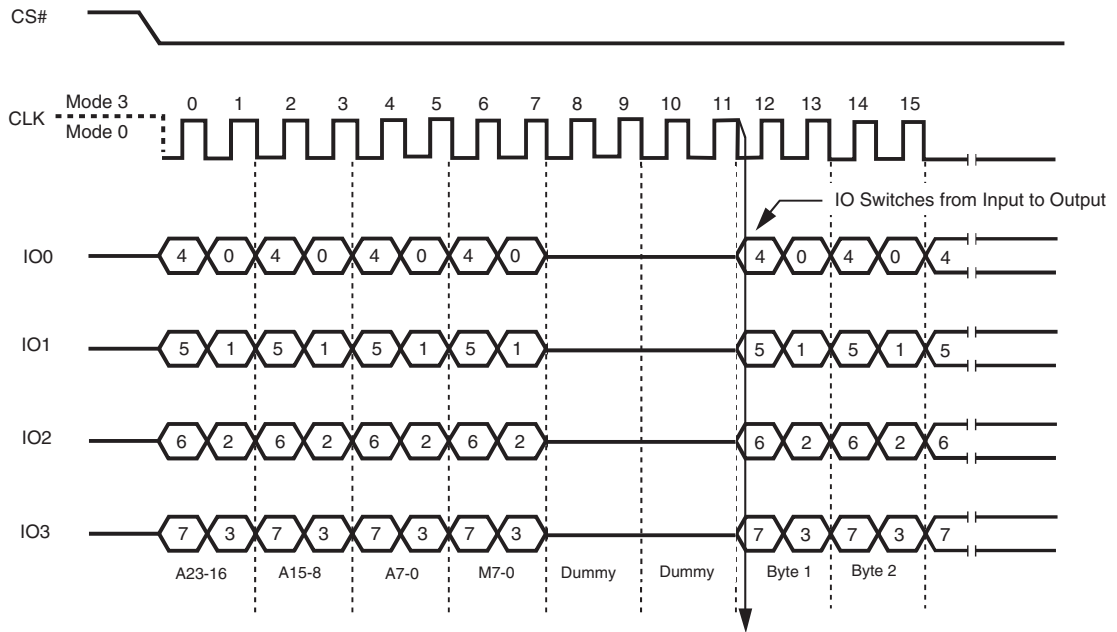 CS#
Mode 3
CLK
Mode 0
0 1 2 3 4 5 6 7 8 9 10 11 12 13 14 15
IO Switches from Input to Output
IO0 4 0 4 0 4 0 4 0 4 0 4 0 4
IO1 5 1 5 1 5 1 5 1 5 1 5 1 5
IO2 6 2 6 2 6 2 6 2 6 2 6 2 6
IO3 7 3 7 3 7 3 7 3 7 3 7 3 7
A23-16 A15-8 A7-0 M7-0 Dummy Dummy Byte 1 Byte 2